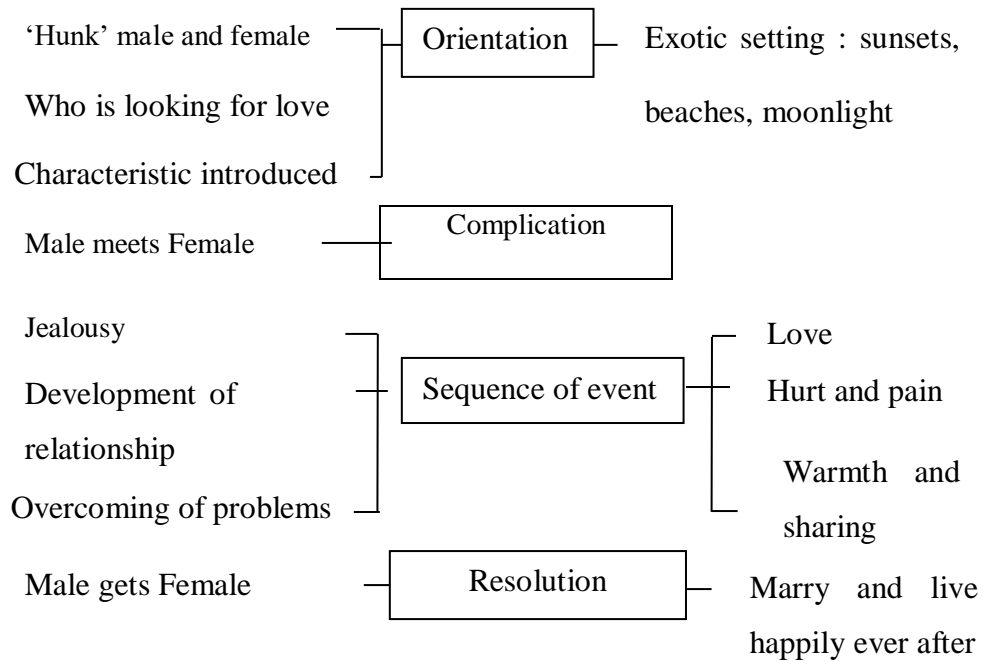 ‘Hunk’ male and female
Who is looking for love
Characteristic introduced
Orientation
Exotic setting : sunsets,
beaches, moonlight
Male meets Female
Complication
Jealousy
Development of
relationship
Overcoming of problems
Sequence of event
Love
Hurt and pain
Warmth and
sharing
Male gets Female
Resolution
Marry and live
happily ever after